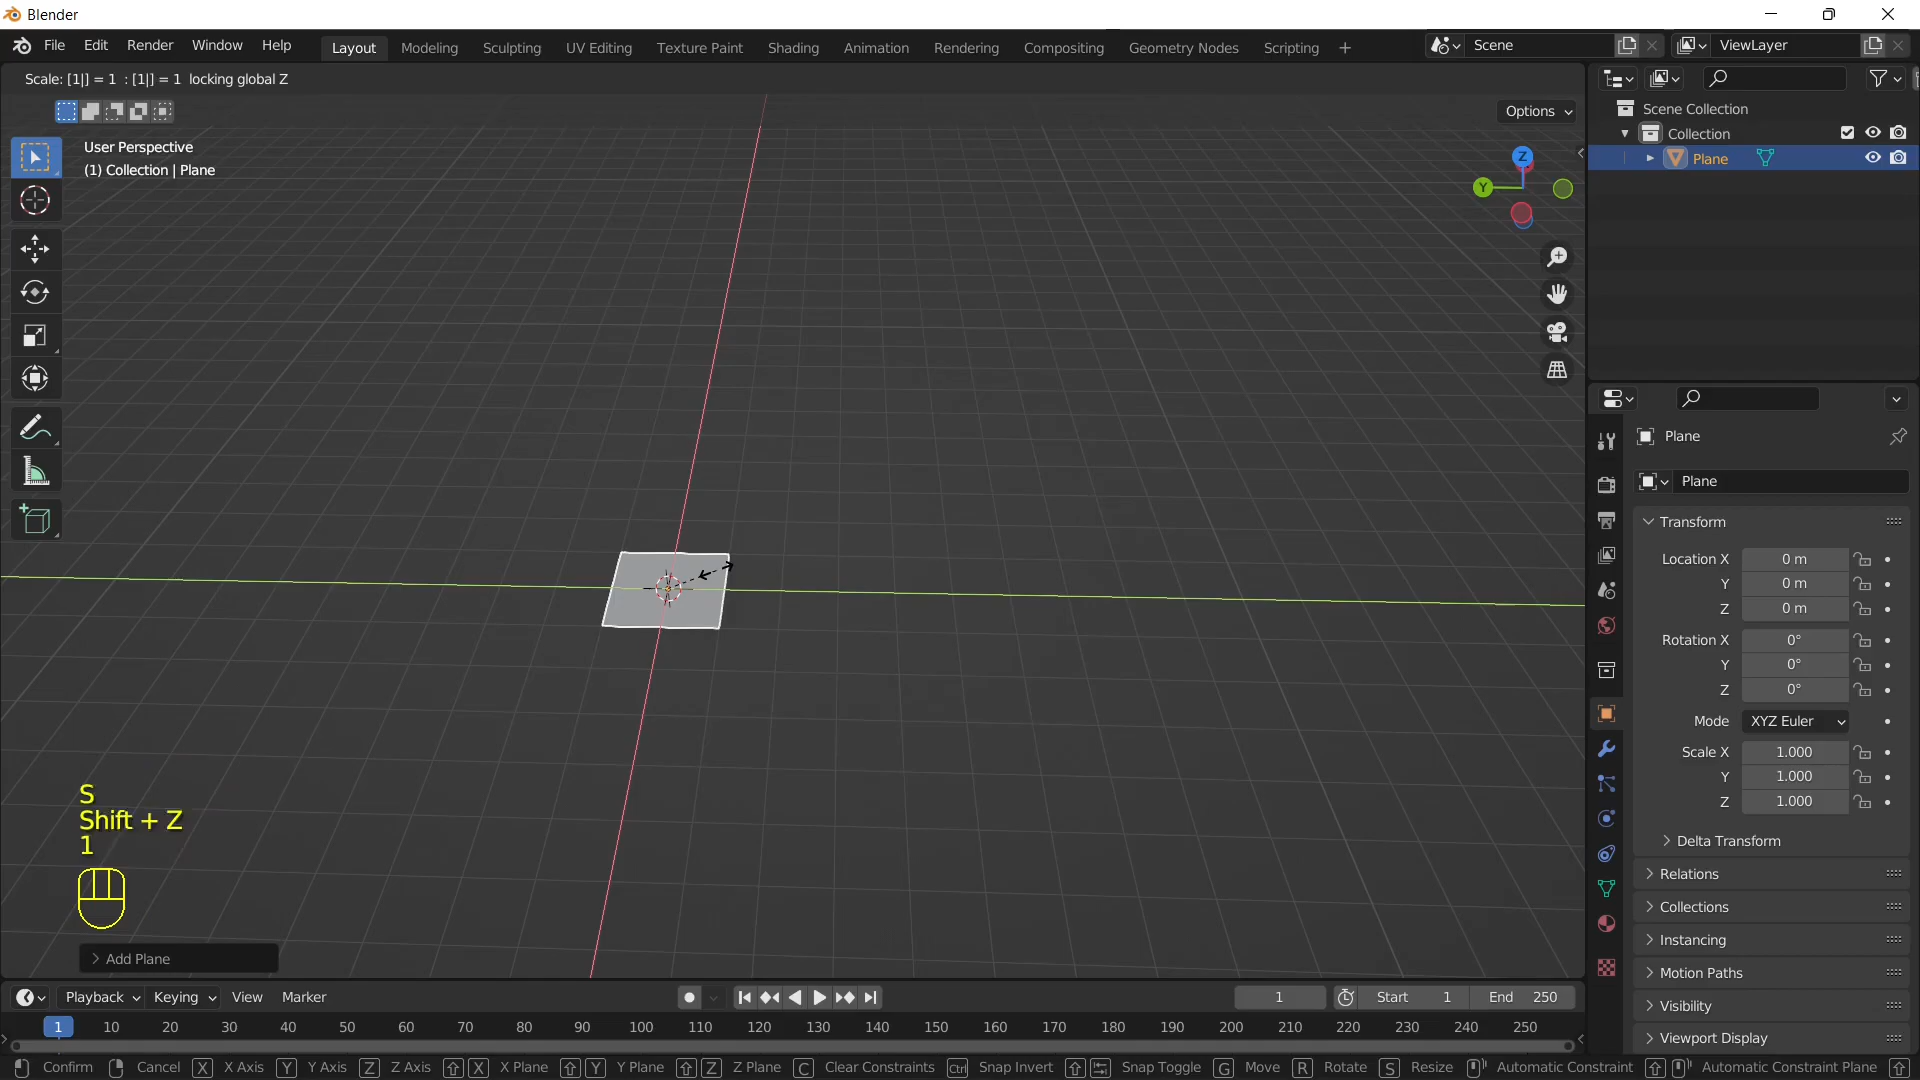 Blender
File Edit Render Window Help Layout Modeling Sculpting UV Editing Texture Paint Shading Animation Rendering Compositing Geometry Nodes Scripting + Scene ViewLayer
Scale: [1|] = 1 : [1|] = 1 locking global Z
Options
User Perspective
(1) Collection | Plane
Z
Y
Scene Collection
Collection
Plane
Plane
Plane
Transform
Location X 0 m
Y 0 m
Z 0 m
Rotation X 0°
Y 0°
Z 0°
Mode XYZ Euler
Scale X 1.000
Y 1.000
Z 1.000
Delta Transform
Relations
Collections
Instancing
Motion Paths
Visibility
Viewport Display
S
Shift + Z
1
Add Plane
Playback Keying View Marker 1 Start 1 End 250
1 10 20 30 40 50 60 70 80 90 100 110 120 130 140 150 160 170 180 190 200 210 220 230 240 250
Confirm Cancel X X Axis Y Y Axis Z Z Axis X X Plane Y Y Plane Z Z Plane C Clear Constraints Ctrl Snap Invert Snap Toggle G Move R Rotate S Resize Automatic Constraint Automatic Constraint Plane